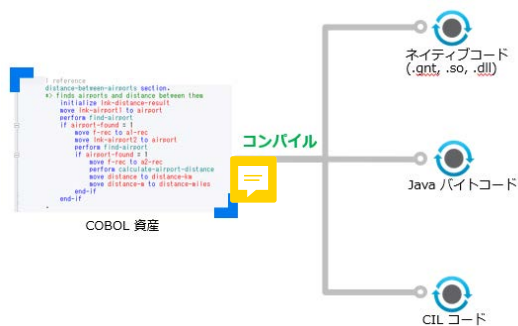 reference
distance-between-airports section.
*> finds airports and distance between them
initialize lnk-distance-result
move lnk-airport1 to airport
perform find-airport
if airport-found = 1
move f-rec to a1-rec
move lnk-airport2 to airport
perform find-airport
if airport-found = 1
move f-rec to a2-rec
perform calculate-airport-distance
move distance to distance-km
move distance-m to distance-miles
end-if
end-if
.
COBOL 資産
コンパイル
ネイティブコード
(.gnt, .so, .dll)
Java バイトコード
CIL コード